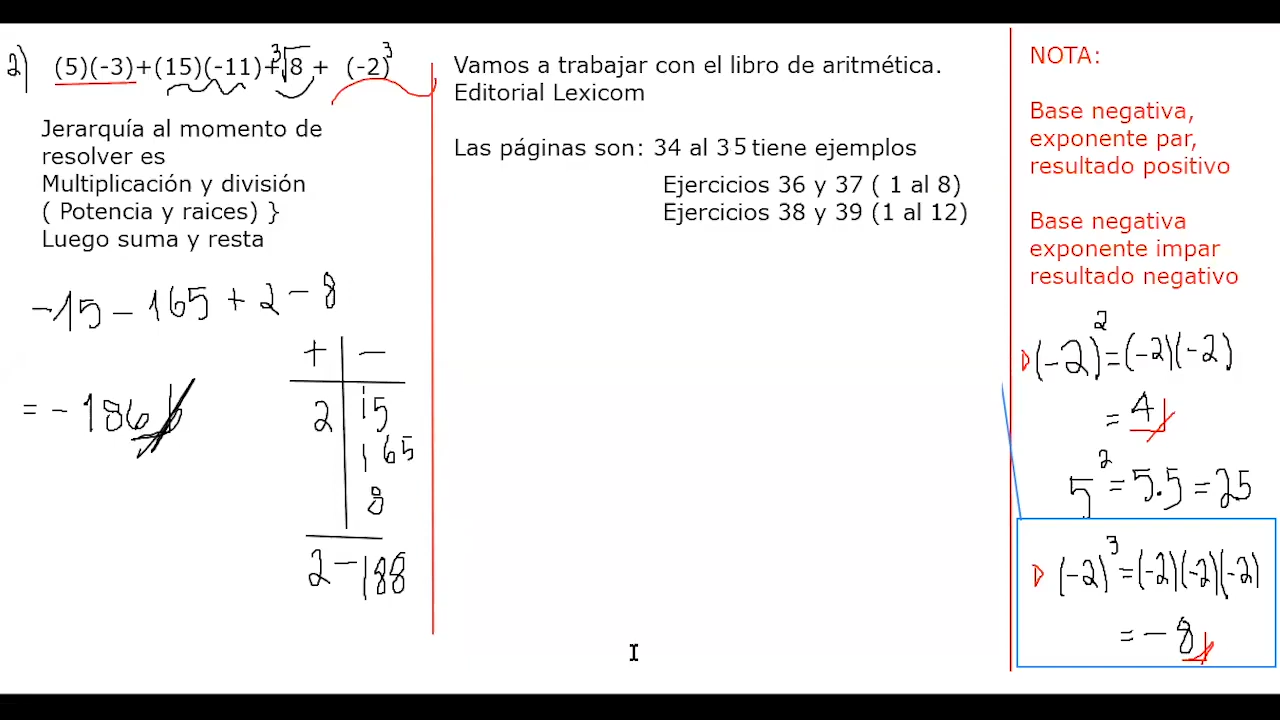 2) (5)(-3)+(15)(-11)+∛8 + (-2)³
Jerarquía al momento de
resolver es
Multiplicación y división
( Potencia y raices) }
Luego suma y resta
-15 - 165 + 2 - 8
= - 186
+ | -
2 | 15
165
8
2 - 188
Vamos a trabajar con el libro de aritmética.
Editorial Lexicom
Las páginas son: 34 al 35 tiene ejemplos
Ejercicios 36 y 37 ( 1 al 8)
Ejercicios 38 y 39 (1 al 12)
NOTA:
Base negativa,
exponente par,
resultado positivo
Base negativa
exponente impar
resultado negativo
(-2)² = (-2)(-2)
= 4
5² = 5.5 = 25
(-2)³ = (-2)(-2)(-2)
= - 8